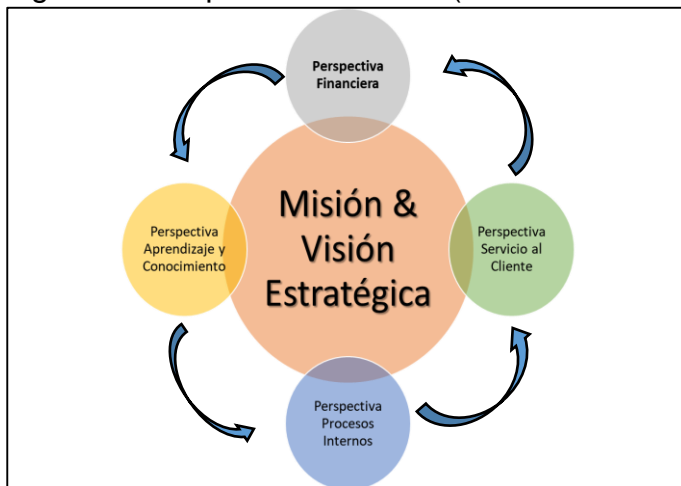 Perspectiva
Financiera
Misión &
Visión
Estratégica
Perspectiva
Aprendizaje y
Conocimiento
Perspectiva
Servicio al
Cliente
Perspectiva
Procesos
Internos